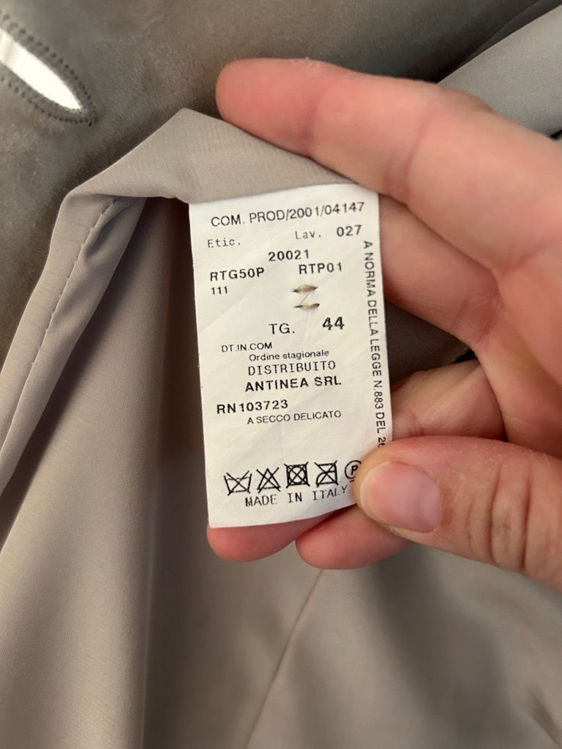 COM. PROD/2001/04147
Etic. Lav. 027
20021
RTG50P RTP01
111
TG. 44
DT.IN.COM
Ordine stagionale
DISTRIBUITO
ANTINEA SRL
RN103723
A SECCO DELICATO
P
MADE IN ITALY
A NORMA DELLA LEGGE N.883 DEL